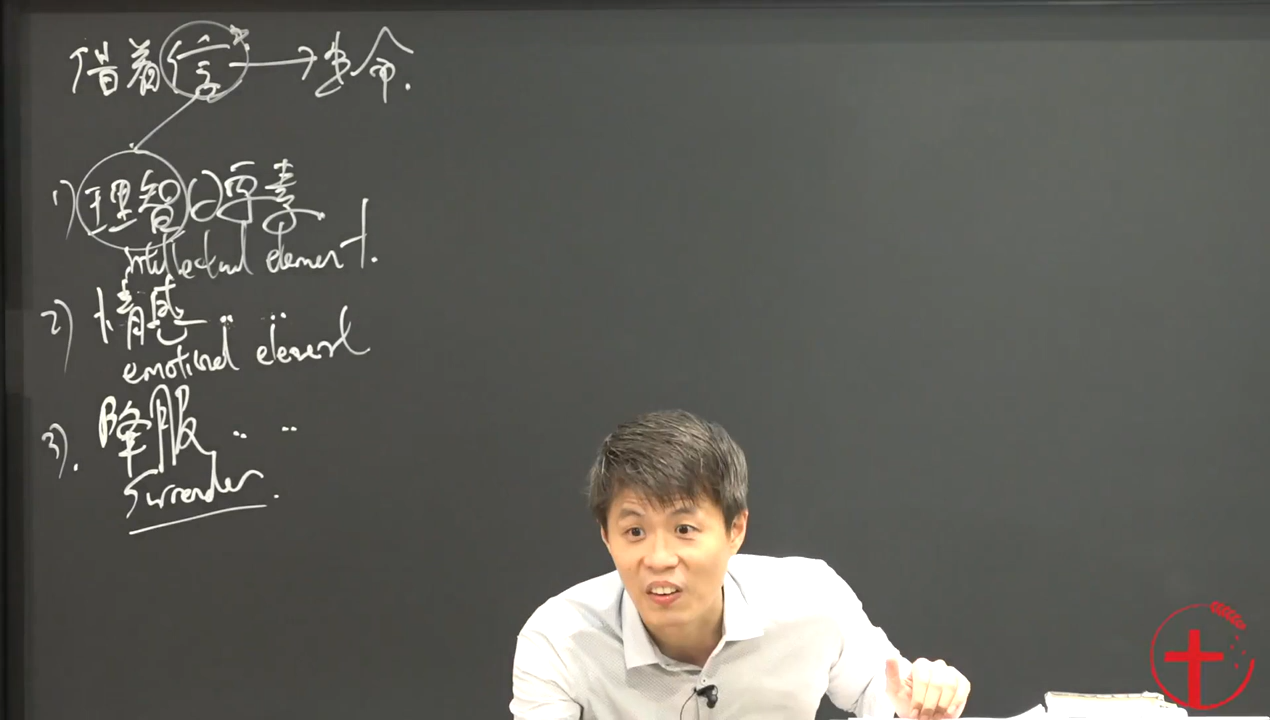 借着信→生命.
1) 理智的因素
intellectual element.
2) 情感 .. ..
emotional element
3). 降服 .. ..
Surrender.